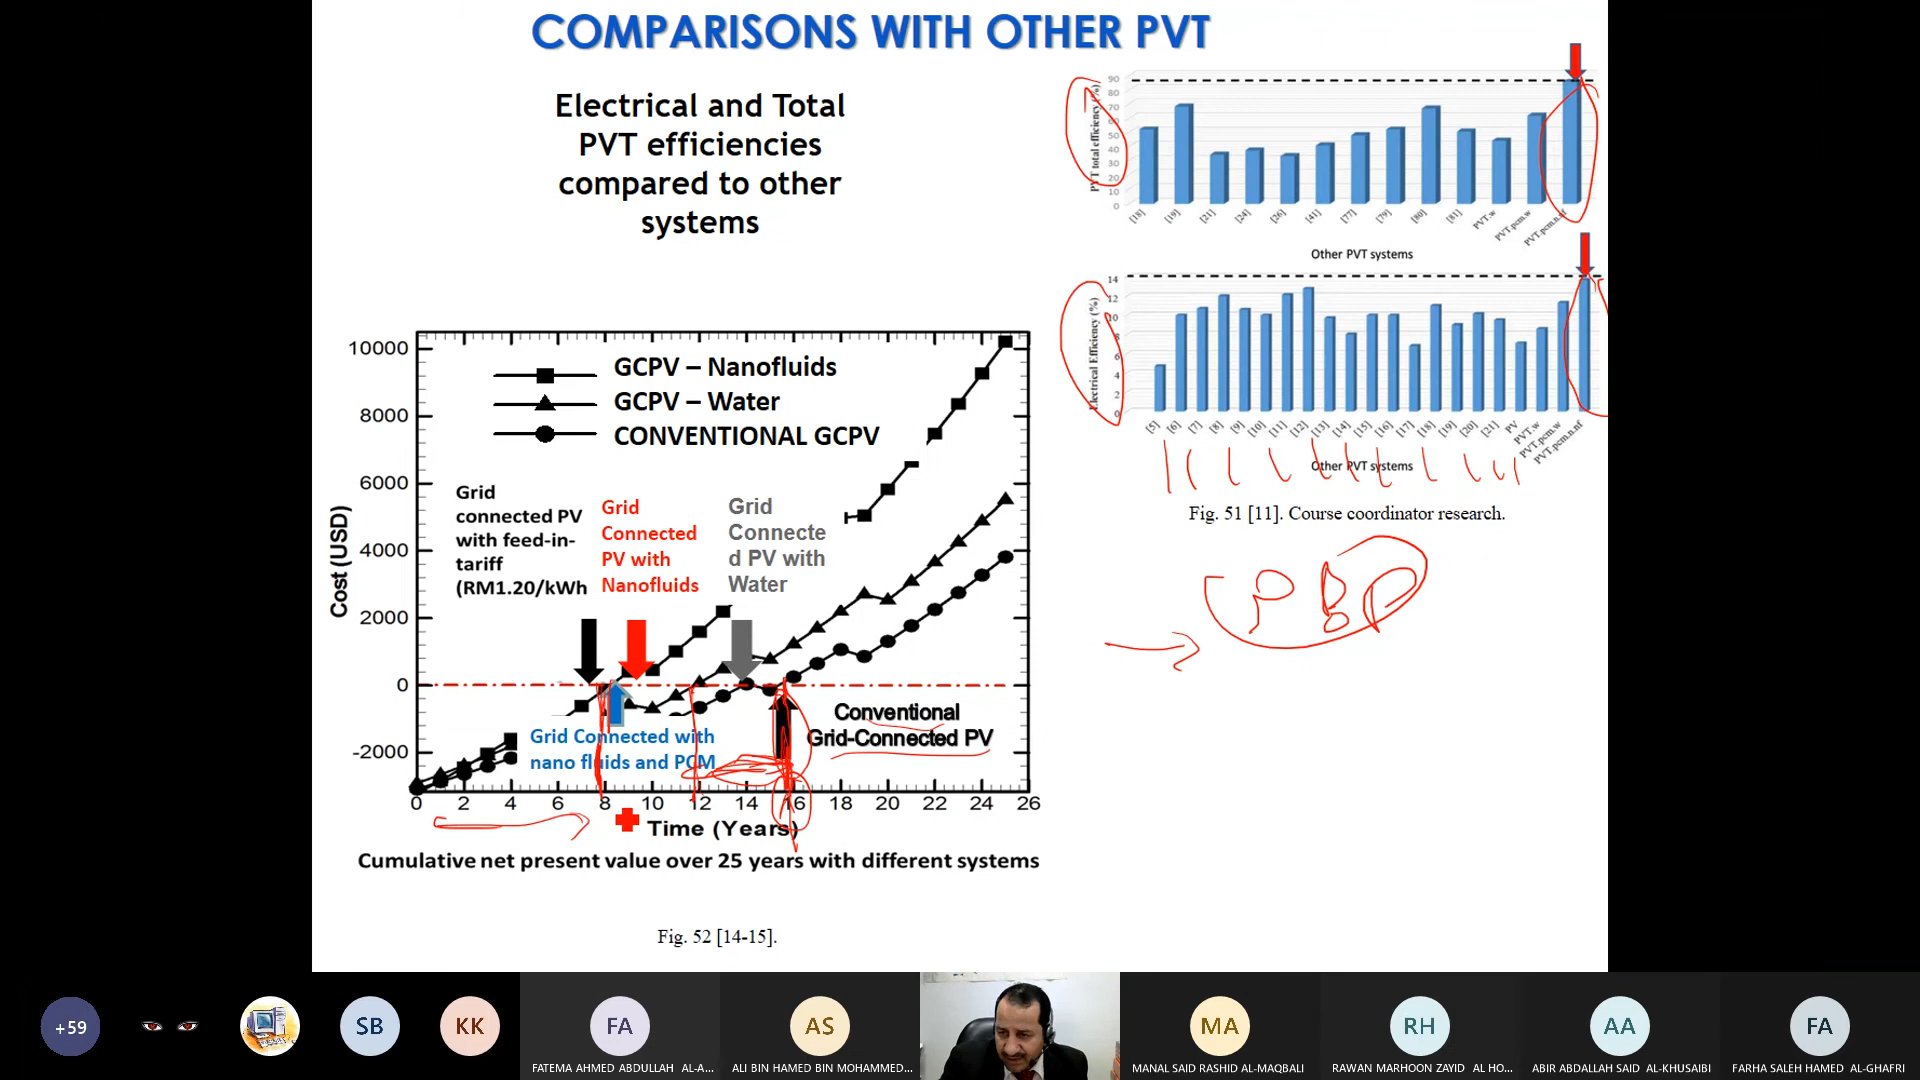 COMPARISONS WITH OTHER PVT
Electrical and Total
PVT efficiencies
compared to other
systems
PVT total efficiency (%)
90
80
70
60
50
40
30
20
10
0
[18]
[19]
[21]
[24]
[26]
[41]
[77]
[79]
[80]
[81]
PVT.w
PVT.pcm.w
PVT.pcm.n.nf
Other PVT systems
Electrical Efficiency (%)
14
12
10
8
6
4
2
0
[5]
[6]
[7]
[8]
[9]
[10]
[11]
[12]
[13]
[14]
[15]
[16]
[17]
[18]
[19]
[20]
[21]
PV
PVT.w
PVT.pcm.w
PVT.pcm.n.nf
Other PVT systems
Fig. 51 [11]. Course coordinator research.
PBP
Cost (USD)
10000
8000
6000
4000
2000
0
-2000
GCPV – Nanofluids
GCPV – Water
CONVENTIONAL GCPV
Grid
connected PV
with feed-in-
tariff
(RM1.20/kWh
Grid
Connected
PV with
Nanofluids
Grid
Connecte
d PV with
Water
Grid Connected with
nano fluids and PCM
Conventional
Grid-Connected PV
0 2 4 6 8 10 12 14 16 18 20 22 24 26
Time (Years)
Cumulative net present value over 25 years with different systems
Fig. 52 [14-15].
+59
SB
KK
FA
AS
MA
RH
AA
FA
FATEMA AHMED ABDULLAH AL-A...
ALI BIN HAMED BIN MOHAMMED...
MANAL SAID RASHID AL-MAQBALI
RAWAN MARHOON ZAYID AL HO...
ABIR ABDALLAH SAID AL-KHUSAIBI
FARHA SALEH HAMED AL-GHAFRI